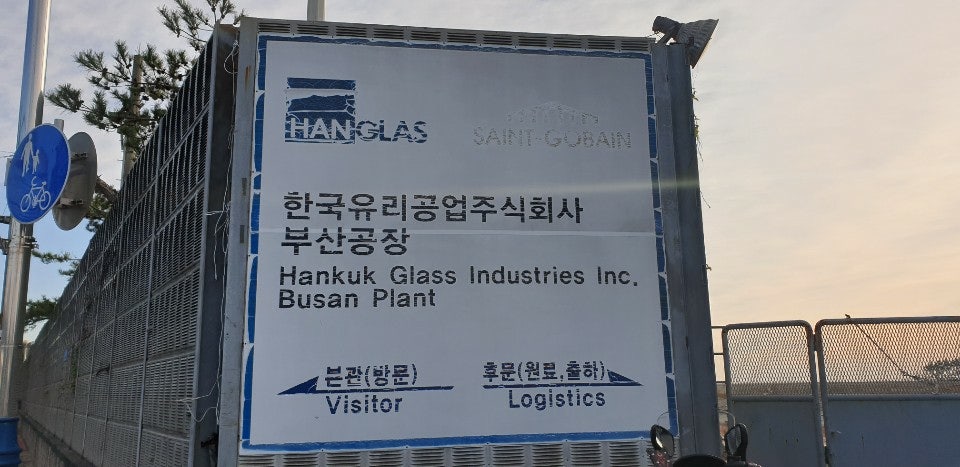 HANGLAS
SAINT-GOBAIN
한국유리공업주식회사
부산공장
Hankuk Glass Industries Inc.
Busan Plant
본관(방문)
Visitor
후문(원료,출하)
Logistics